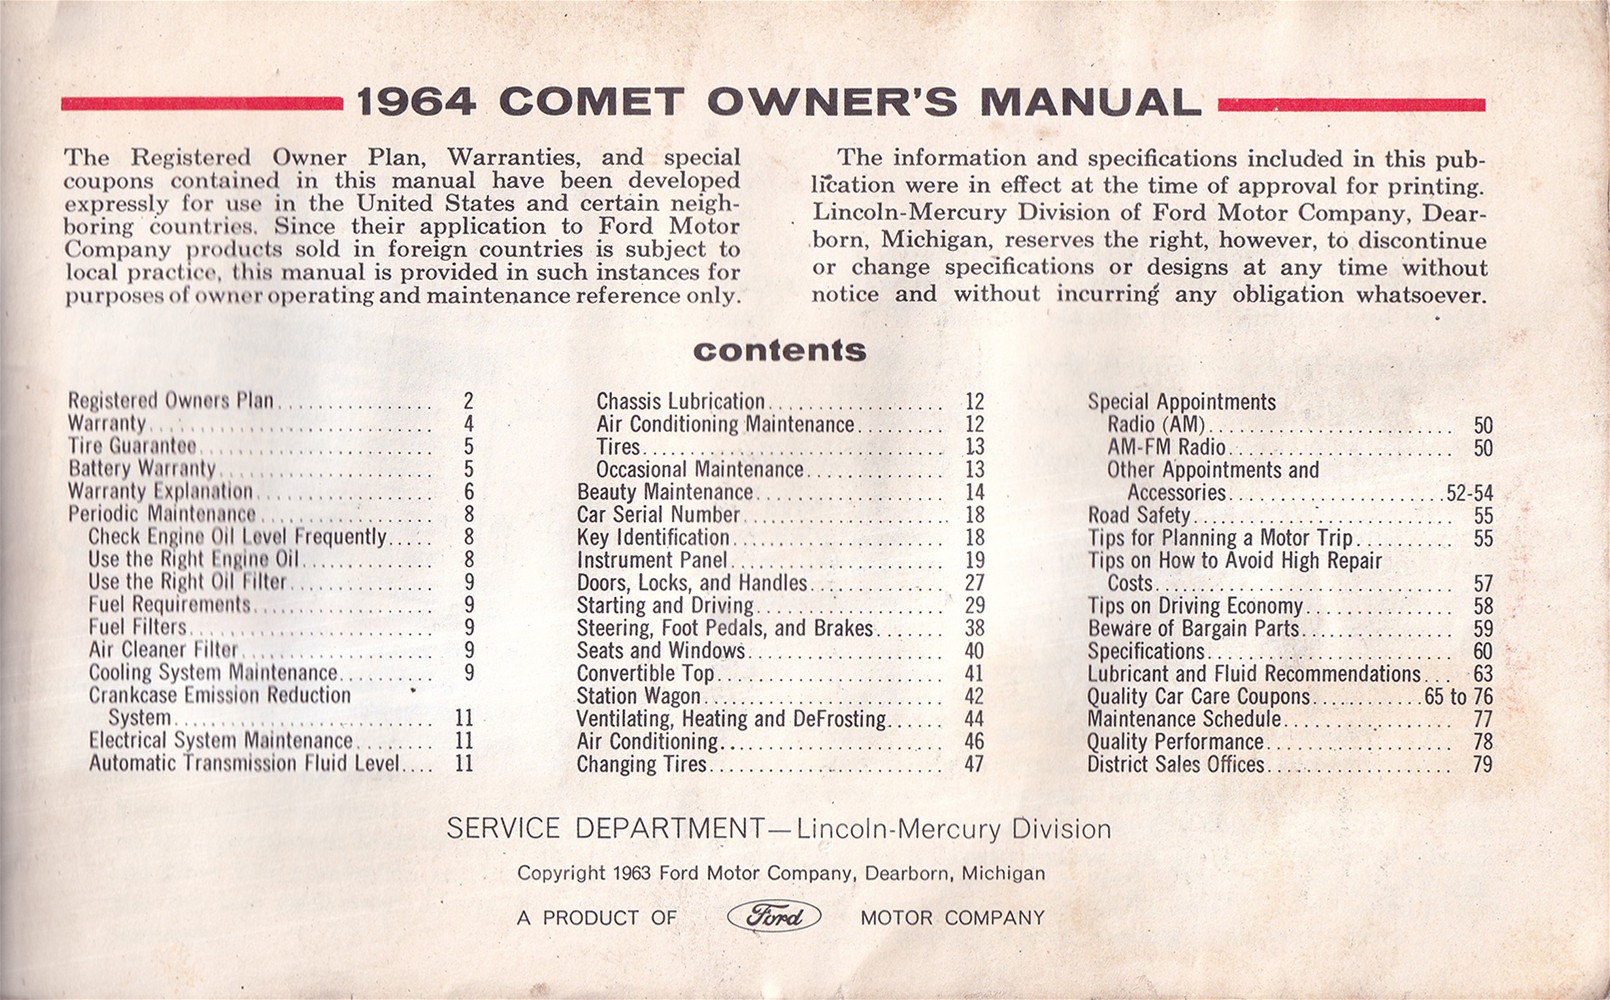 1964 COMET OWNER'S MANUAL
The Registered Owner Plan, Warranties, and special
coupons contained in this manual have been developed
expressly for use in the United States and certain neigh-
boring countries. Since their application to Ford Motor
Company products sold in foreign countries is subject to
local practice, this manual is provided in such instances for
purposes of owner operating and maintenance reference only.
The information and specifications included in this pub-
lication were in effect at the time of approval for printing.
Lincoln-Mercury Division of Ford Motor Company, Dear-
born, Michigan, reserves the right, however, to discontinue
or change specifications or designs at any time without
notice and without incurring any obligation whatsoever.
contents
Registered Owners Plan................ 2
Warranty............................. 4
Tire Guarantee........................ 5
Battery Warranty...................... 5
Warranty Explanation.................. 6
Periodic Maintenance.................. 8
Check Engine Oil Level Frequently..... 8
Use the Right Engine Oil.............. 8
Use the Right Oil Filter............... 9
Fuel Requirements.................... 9
Fuel Filters.......................... 9
Air Cleaner Filter..................... 9
Cooling System Maintenance.......... 9
Crankcase Emission Reduction
System........................... 11
Electrical System Maintenance........ 11
Automatic Transmission Fluid Level.... 11
Chassis Lubrication.................. 12
Air Conditioning Maintenance......... 12
Tires................................ 13
Occasional Maintenance.............. 13
Beauty Maintenance................... 14
Car Serial Number.................... 18
Key Identification..................... 18
Instrument Panel...................... 19
Doors, Locks, and Handles............. 27
Starting and Driving................... 29
Steering, Foot Pedals, and Brakes....... 38
Seats and Windows.................... 40
Convertible Top....................... 41
Station Wagon........................ 42
Ventilating, Heating and DeFrosting...... 44
Air Conditioning....................... 46
Changing Tires........................ 47
Special Appointments
Radio (AM)......................... 50
AM-FM Radio....................... 50
Other Appointments and
Accessories......................52-54
Road Safety.......................... 55
Tips for Planning a Motor Trip.......... 55
Tips on How to Avoid High Repair
Costs.............................. 57
Tips on Driving Economy............... 58
Beware of Bargain Parts............... 59
Specifications......................... 60
Lubricant and Fluid Recommendations... 63
Quality Car Care Coupons............65 to 76
Maintenance Schedule................. 77
Quality Performance................... 78
District Sales Offices................... 79
SERVICE DEPARTMENT—Lincoln-Mercury Division
Copyright 1963 Ford Motor Company, Dearborn, Michigan
A PRODUCT OF Ford MOTOR COMPANY